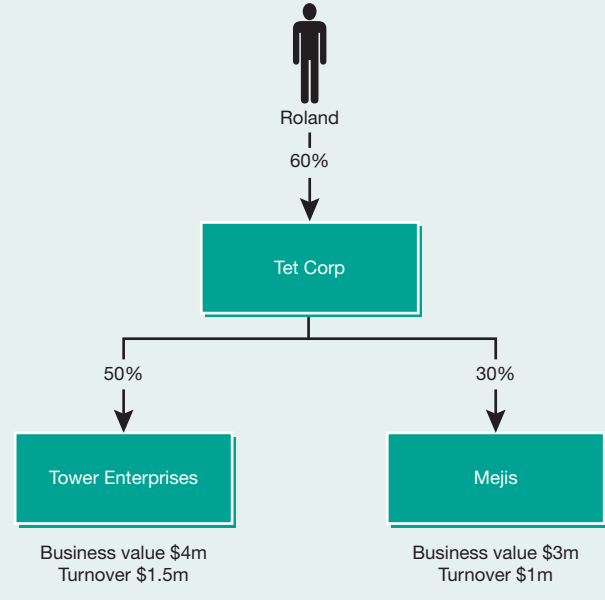 Roland
60%
Tet Corp
50%
30%
Tower Enterprises
Mejis
Business value $4m
Turnover $1.5m
Business value $3m
Turnover $1m